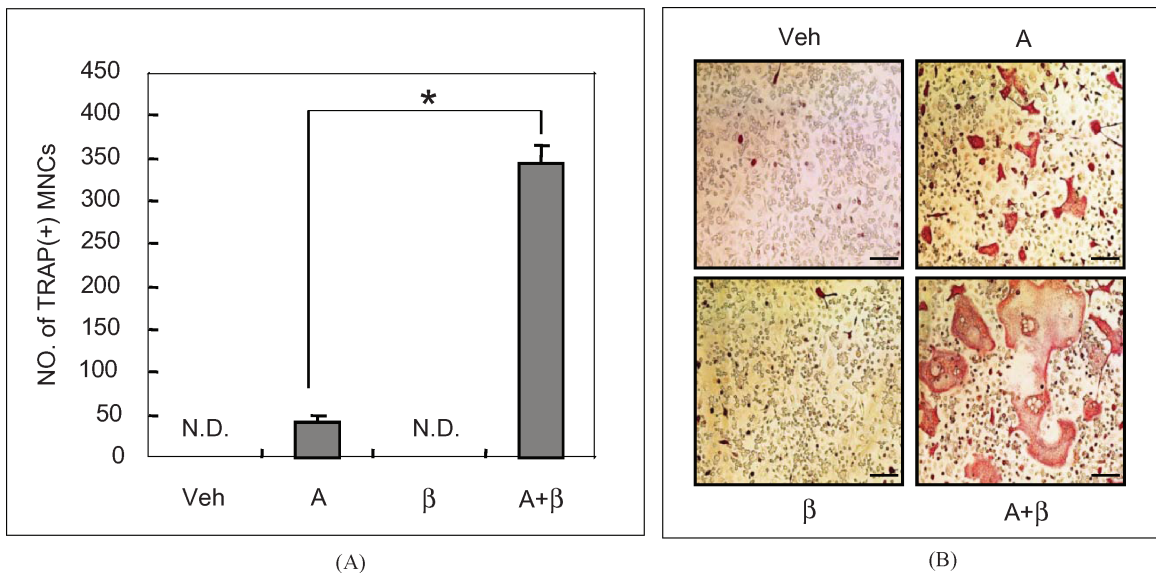 NO. of TRAP(+) MNCs
450
400
350
300
250
200
150
100
50
0
*
N.D.
N.D.
Veh A β A+β
(A)
Veh A
β A+β
(B)